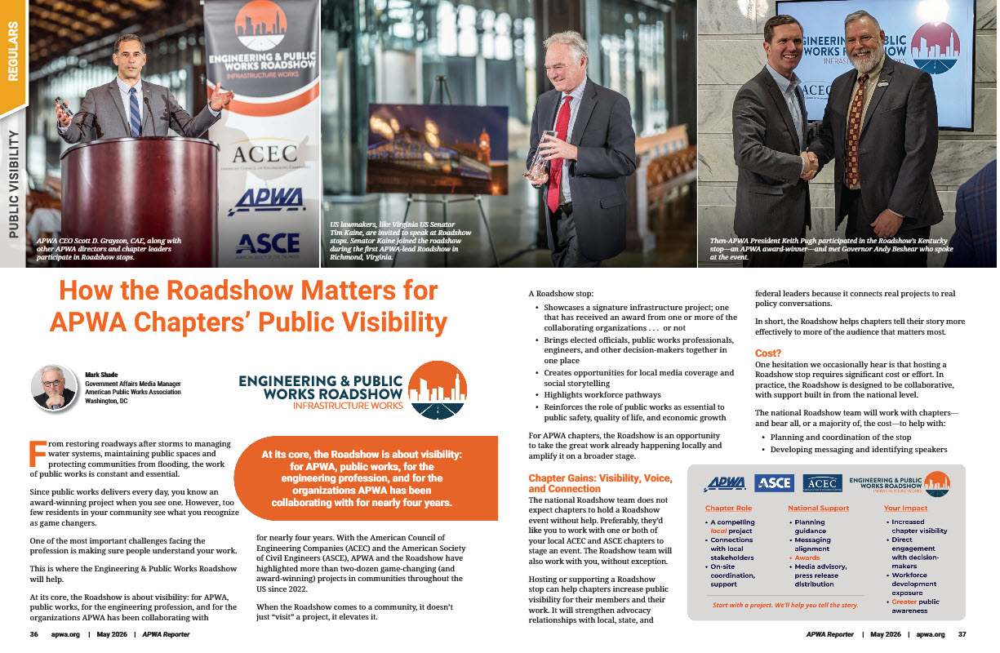 REGULARS
PUBLIC VISIBILITY
ENGINEERING & PUBLIC
WORKS ROADSHOW
INFRASTRUCTURE WORKS
ACEC
AMERICAN COUNCIL OF ENGINEERING COMPANIES
APWA
ASCE
AMERICAN SOCIETY OF CIVIL ENGINEERS
APWA CEO Scott D. Grayson, CAE, along with
other APWA directors and chapter leaders
participate in Roadshow stops.
US lawmakers, like Virginia US Senator
Tim Kaine, are invited to speak at Roadshow
stops. Senator Kaine joined the roadshow
during the first APWA-lead Roadshow in
Richmond, Virginia.
ACEC
Then-APWA President Keith Pugh participated in the Roadshow's Kentucky
stop—an APWA award-winner—and met Governor Andy Beshear who spoke
at the event.
How the Roadshow Matters for
APWA Chapters' Public Visibility
Mark Shade
Government Affairs Media Manager
American Public Works Association
Washington, DC
ENGINEERING & PUBLIC
WORKS ROADSHOW
INFRASTRUCTURE WORKS
From restoring roadways after storms to managing
water systems, maintaining public spaces and
protecting communities from flooding, the work
of public works is constant and essential.
Since public works delivers every day, you know an
award-winning project when you see one. However, too
few residents in your community see what you recognize
as game changers.
One of the most important challenges facing the
profession is making sure people understand your work.
This is where the Engineering & Public Works Roadshow
will help.
At its core, the Roadshow is about visibility: for APWA,
public works, for the engineering profession, and for the
organizations APWA has been collaborating with
At its core, the Roadshow is about visibility:
for APWA, public works, for the
engineering profession, and for the
organizations APWA has been
collaborating with for nearly four years.
for nearly four years. With the American Council of
Engineering Companies (ACEC) and the American Society
of Civil Engineers (ASCE), APWA and the Roadshow have
highlighted more than two-dozen game-changing (and
award-winning) projects in communities throughout the
US since 2022.
When the Roadshow comes to a community, it doesn't
just "visit" a project, it elevates it.
A Roadshow stop:
• Showcases a signature infrastructure project; one
that has received an award from one or more of the
collaborating organizations . . . or not
• Brings elected officials, public works professionals,
engineers, and other decision-makers together in
one place
• Creates opportunities for local media coverage and
social storytelling
• Highlights workforce pathways
• Reinforces the role of public works as essential to
public safety, quality of life, and economic growth
For APWA chapters, the Roadshow is an opportunity
to take the great work already happening locally and
amplify it on a broader stage.
Chapter Gains: Visibility, Voice,
and Connection
The national Roadshow team does not
expect chapters to hold a Roadshow
event without help. Preferably, they'd
like you to work with one or both of
your local ACEC and ASCE chapters to
stage an event. The Roadshow team will
also work with you, without exception.
Hosting or supporting a Roadshow
stop can help chapters increase public
visibility for their members and their
work. It will strengthen advocacy
relationships with local, state, and
federal leaders because it connects real projects to real
policy conversations.
In short, the Roadshow helps chapters tell their story more
effectively to more of the audience that matters most.
Cost?
One hesitation we occasionally hear is that hosting a
Roadshow stop requires significant cost or effort. In
practice, the Roadshow is designed to be collaborative,
with support built in from the national level.
The national Roadshow team will work with chapters—
and bear all, or a majority of, the cost—to help with:
• Planning and coordination of the stop
• Developing messaging and identifying speakers
APWA
ASCE
ACEC
ENGINEERING & PUBLIC
WORKS ROADSHOW
INFRASTRUCTURE WORKS
Chapter Role
• A compelling
local project
• Connections
with local
stakeholders
• On-site
coordination,
support
National Support
• Planning
guidance
• Messaging
alignment
• Awards
• Media advisory,
press release
distribution
Your Impact
• Increased
chapter visibility
• Direct
engagement
with decision-
makers
• Workforce
development
exposure
• Greater public
awareness
Start with a project. We'll help you tell the story.
36 apwa.org | May 2026 | APWA Reporter
APWA Reporter | May 2026 | apwa.org 37